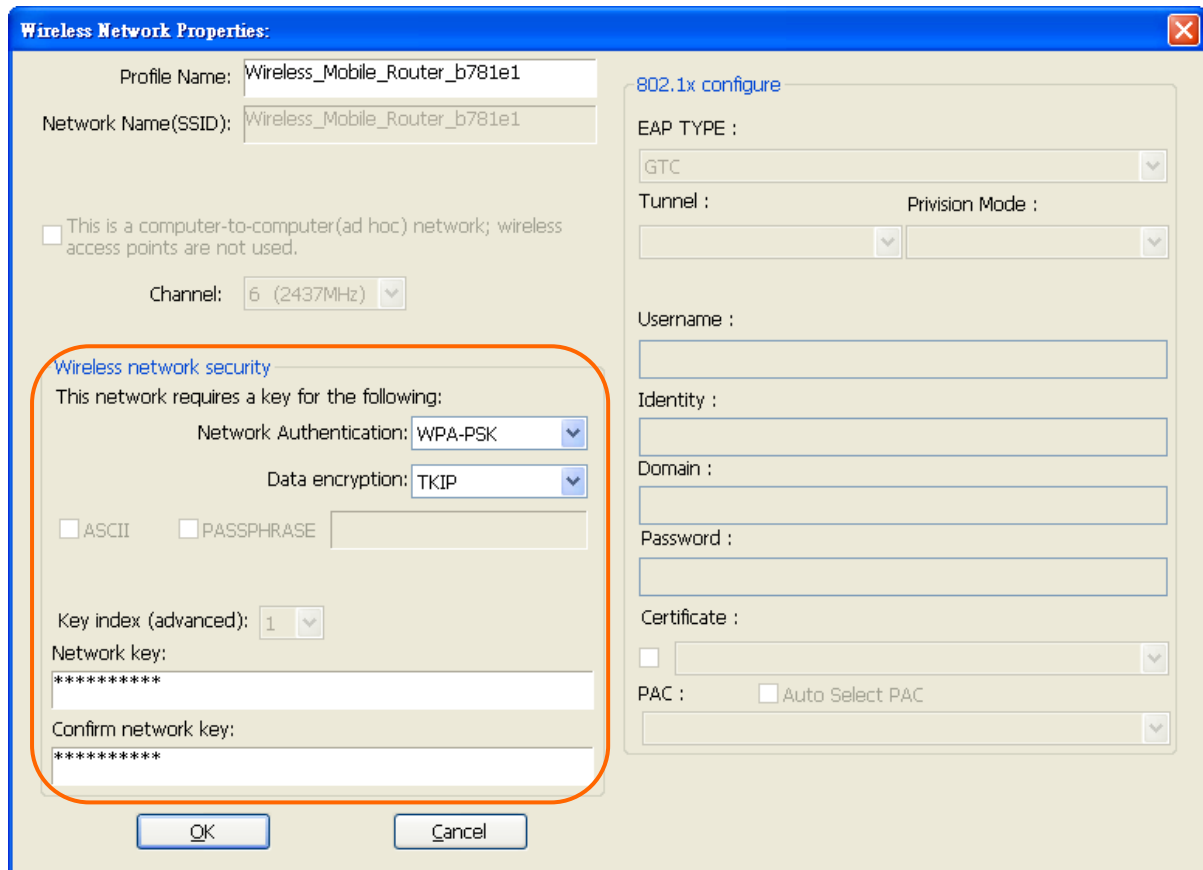 Wireless Network Properties:
Profile Name: Wireless_Mobile_Router_b781e1
Network Name(SSID): Wireless_Mobile_Router_b781e1
This is a computer-to-computer(ad hoc) network; wireless
access points are not used.
Channel: 6 (2437MHz)
Wireless network security
This network requires a key for the following:
Network Authentication: WPA-PSK
Data encryption: TKIP
ASCII PASSPHRASE
Key index (advanced): 1
Network key:
**********
Confirm network key:
**********
OK Cancel
802.1x configure
EAP TYPE :
GTC
Tunnel : Privision Mode :
Username :
Identity :
Domain :
Password :
Certificate :
PAC : Auto Select PAC